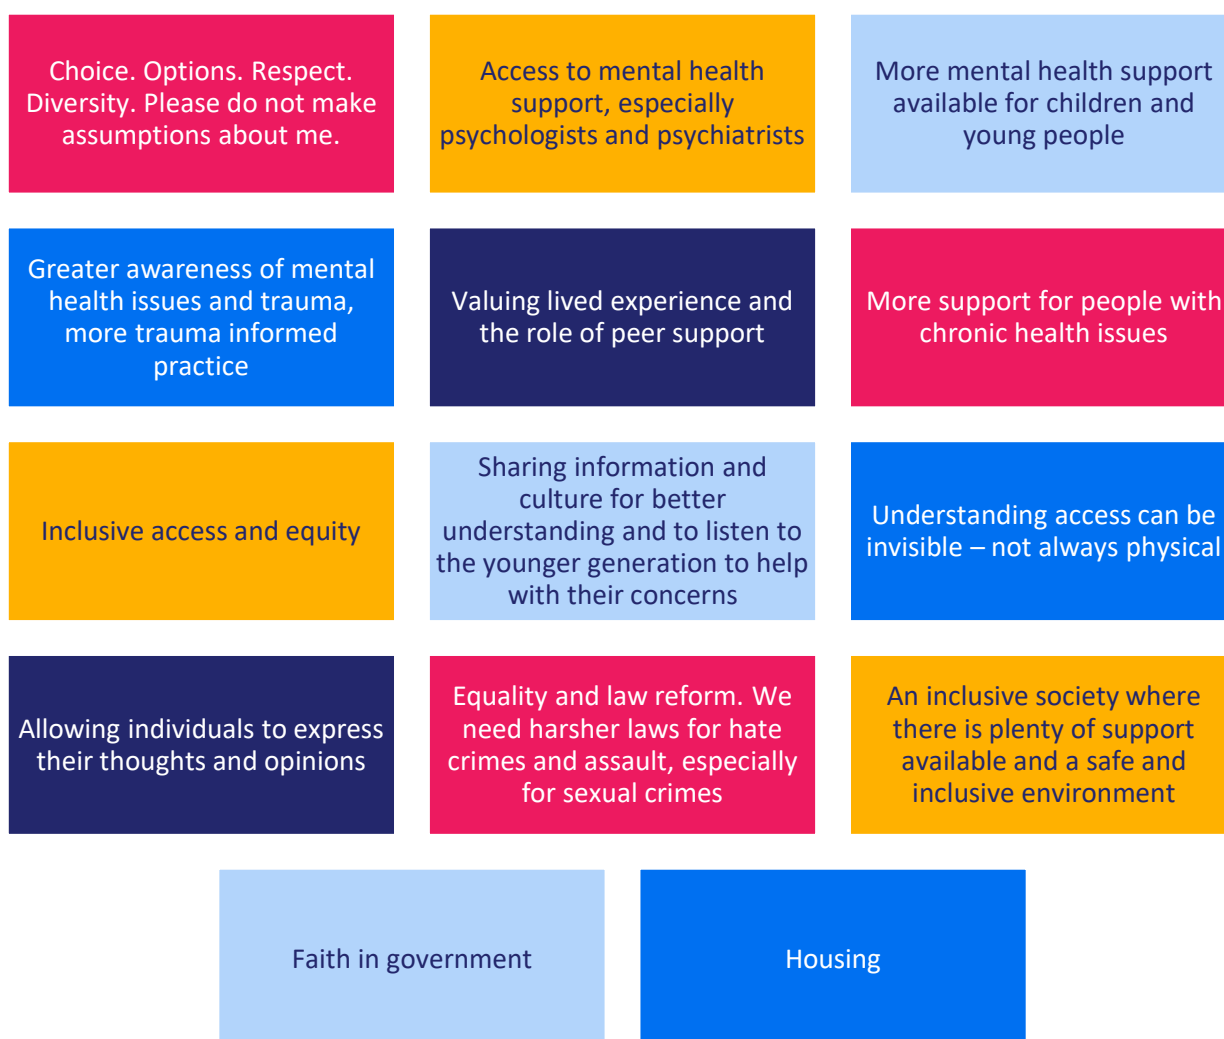 Choice. Options. Respect.
Diversity. Please do not make
assumptions about me.
Access to mental health
support, especially
psychologists and psychiatrists
More mental health support
available for children and
young people
Greater awareness of mental
health issues and trauma,
more trauma informed
practice
Valuing lived experience and
the role of peer support
More support for people with
chronic health issues
Inclusive access and equity
Sharing information and
culture for better
understanding and to listen to
the younger generation to help
with their concerns
Understanding access can be
invisible – not always physical
Allowing individuals to express
their thoughts and opinions
Equality and law reform. We
need harsher laws for hate
crimes and assault, especially
for sexual crimes
An inclusive society where
there is plenty of support
available and a safe and
inclusive environment
Faith in government
Housing